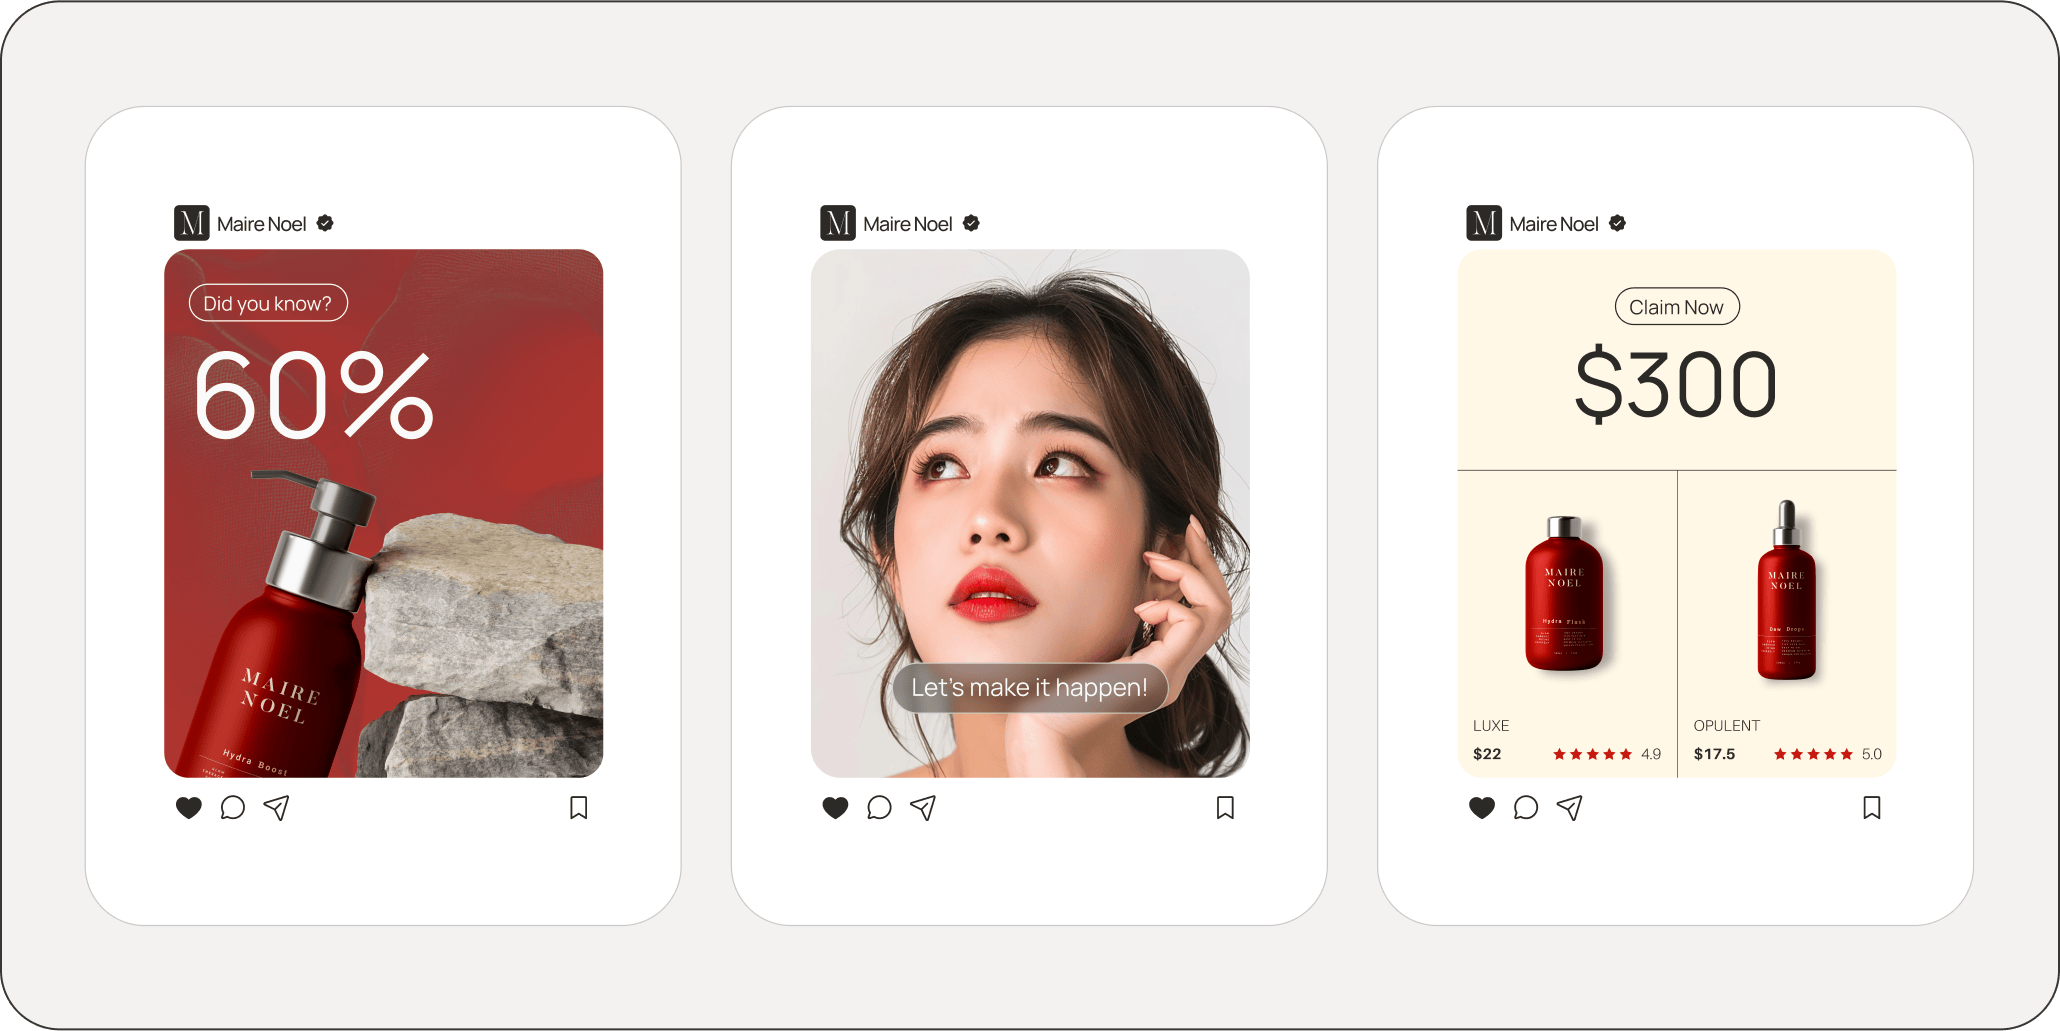 M Maire Noel
Did you know?
60%
MAIRE
NOEL
Hydra Boost
M Maire Noel
Let's make it happen!
M Maire Noel
Claim Now
$300
MAIRE
NOEL
Hydra Flash
LUXE
$22
4.9
MAIRE
NOEL
Dew Drops
OPULENT
$17.5
5.0